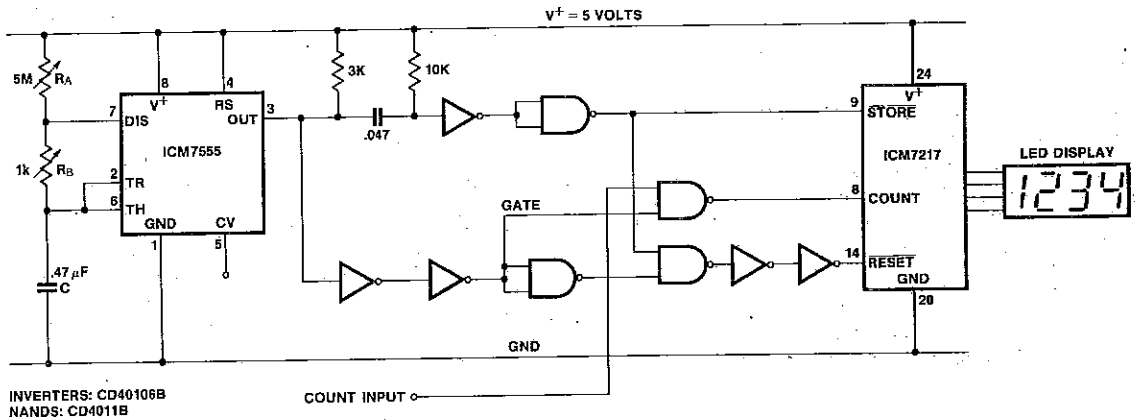 V+ = 5 VOLTS
5M
RA
7
DIS
1k
RB
2
TR
6
TH
8
V+
4
RS
OUT
3
ICM7555
GND
1
CV
5
.47µF
C
3K
10K
.047
GATE
9
STORE
24
V+
ICM7217
8
COUNT
14
RESET
GND
20
LED DISPLAY
1234
GND
COUNT INPUT
INVERTERS: CD40106B
NANDS: CD4011B